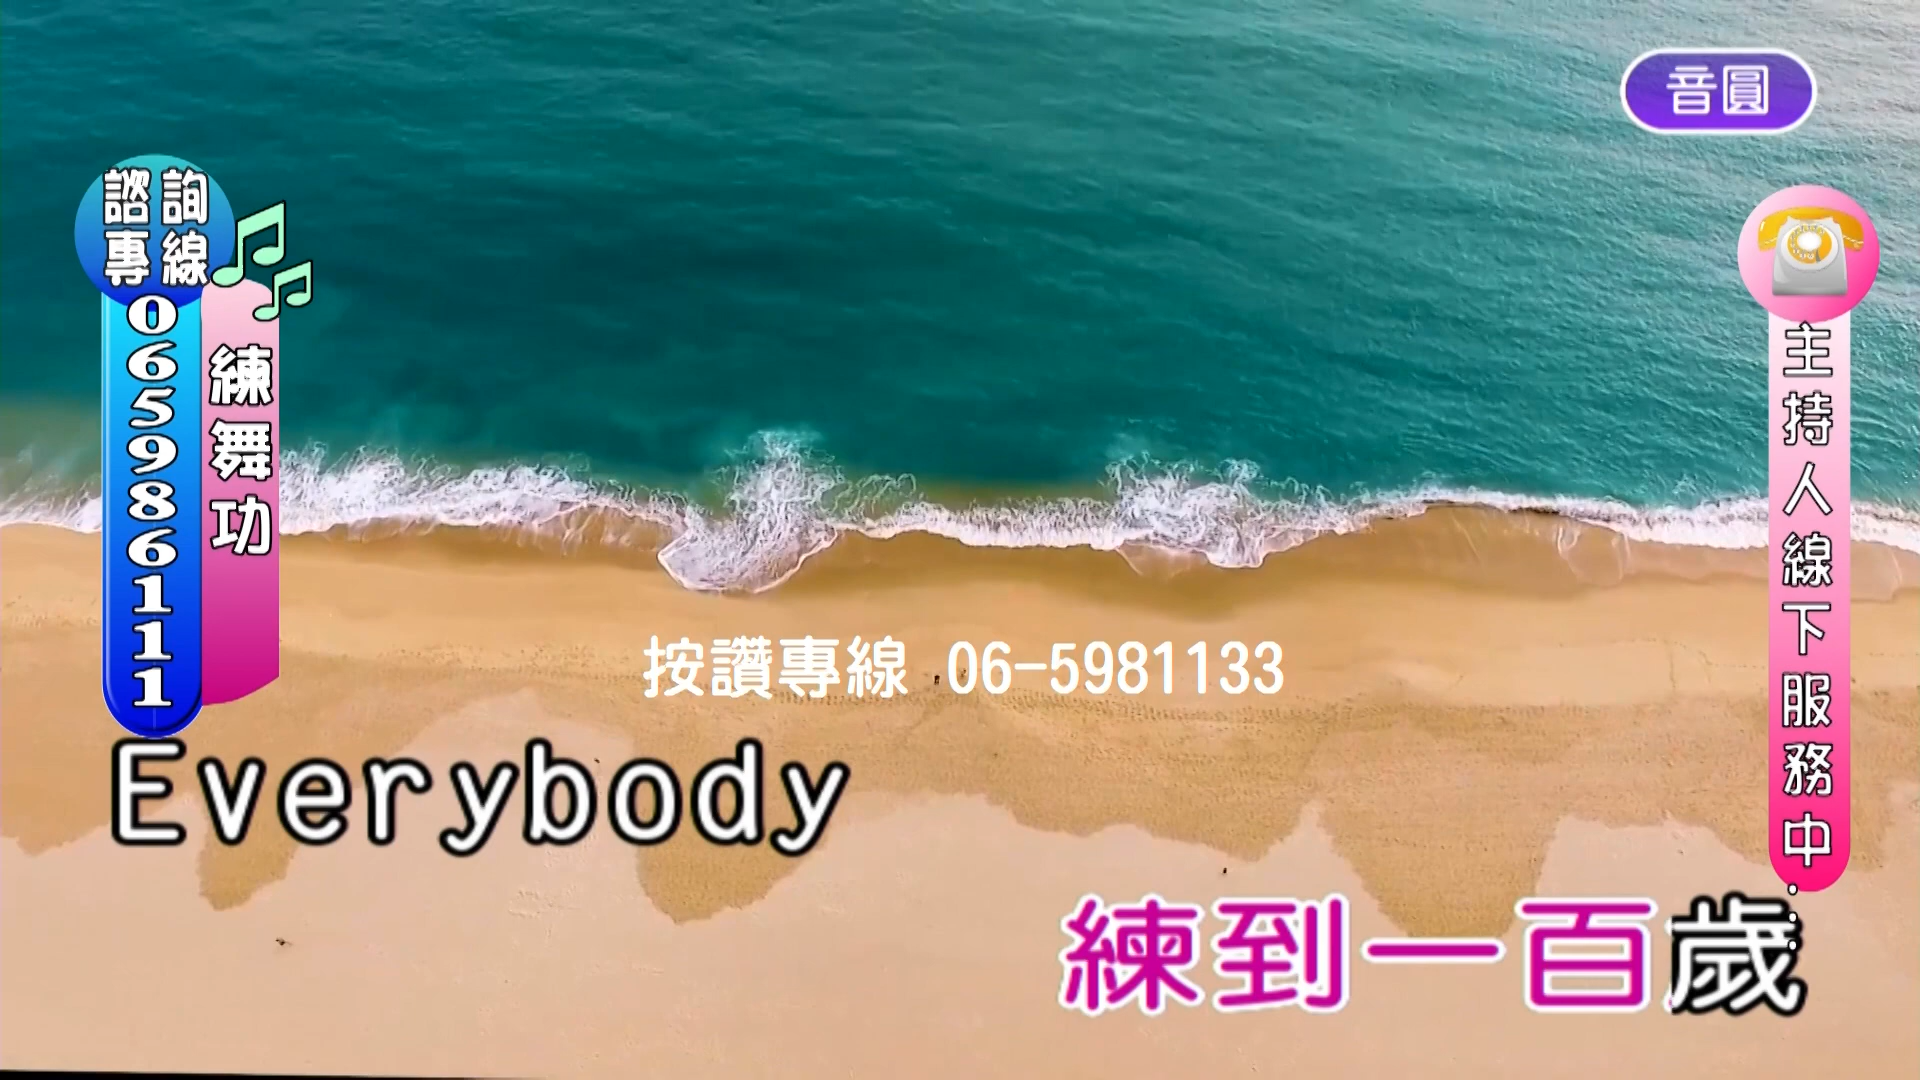 音圓
諮詢
專線
065986111
練舞功
主持人線下服務中...
按讚專線 06-5981133
Everybody
練到一百歲